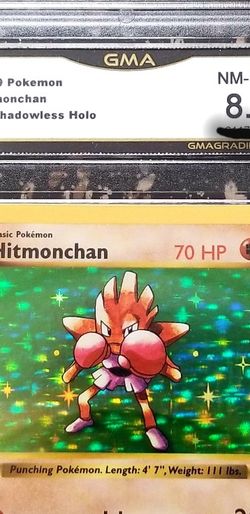 GMA
9 Pokemon
NM-
monchan
8.
hadowless Holo
GMAGRADI
asic Pokémon
Hitmonchan 70 HP
Punching Pokémon. Length: 4' 7", Weight: 111 lbs.